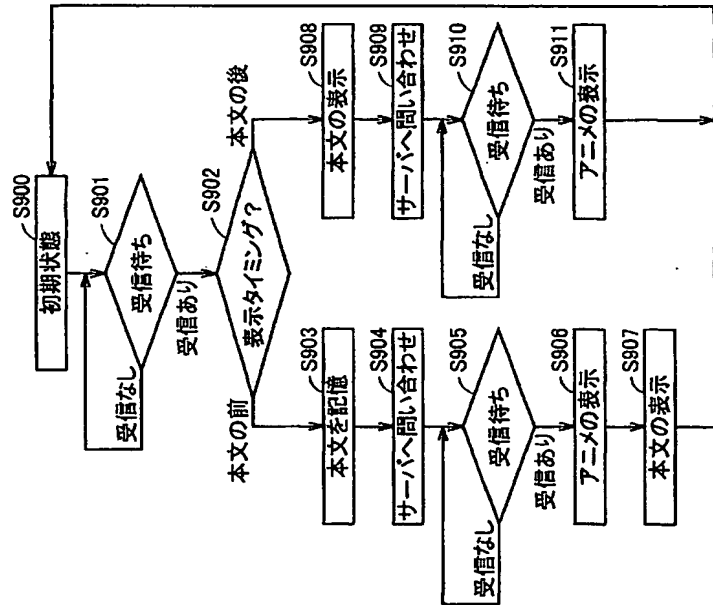 S900
初期状態
S901
受信待ち
受信なし
受信あり
S902
表示タイミング?
本文の前
本文の後
S903
本文を記憶
S904
サーバへ問い合わせ
S905
受信待ち
受信なし
受信あり
S906
アニメの表示
S907
本文の表示
S908
本文の表示
S909
サーバへ問い合わせ
S910
受信待ち
受信なし
受信あり
S911
アニメの表示